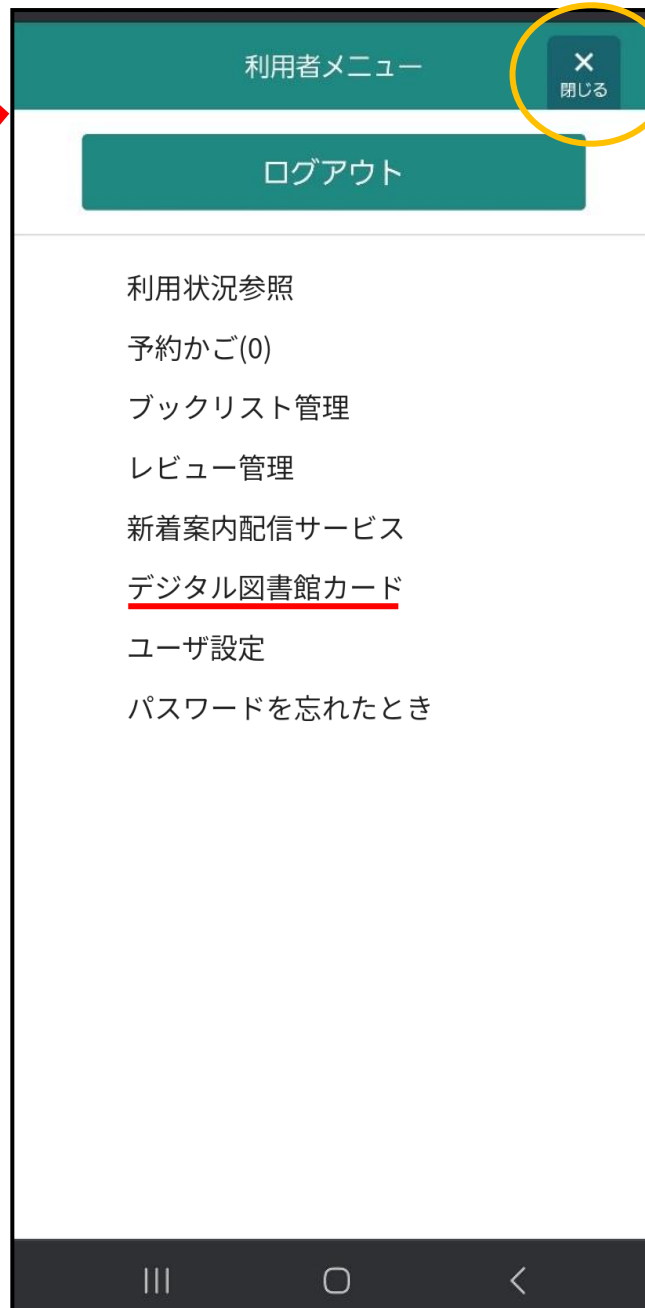 利用者メニュー
×
閉じる
ログアウト
利用状況参照
予約かご(0)
ブックリスト管理
レビュー管理
新着案内配信サービス
デジタル図書館カード
ユーザ設定
パスワードを忘れたとき